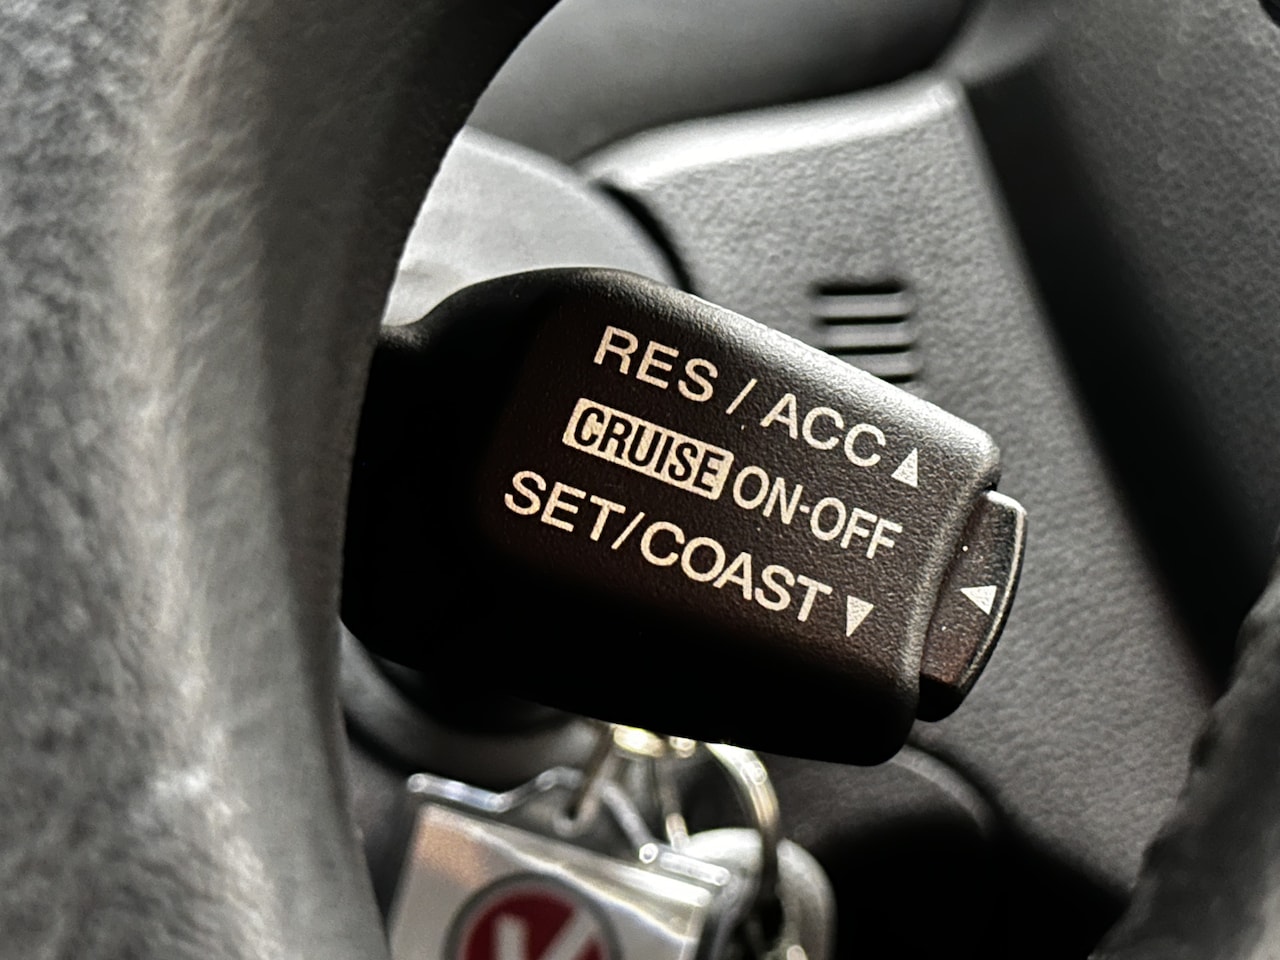 RES / ACC ▲
CRUISE ON-OFF
SET/COAST ▼